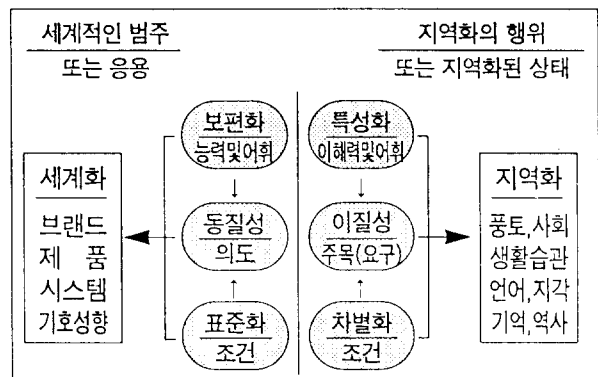 세계적인 범주
또는 응용
지역화의 행위
또는 지역화된 상태
세계화
브랜드
제 품
시스템
기호성향
보편화
능력및어휘
동질성
의도
표준화
조건
특성화
이해력및어휘
이질성
주목(요구)
차별화
조건
지역화
풍토,사회
생활습관
언어,지각
기억,역사